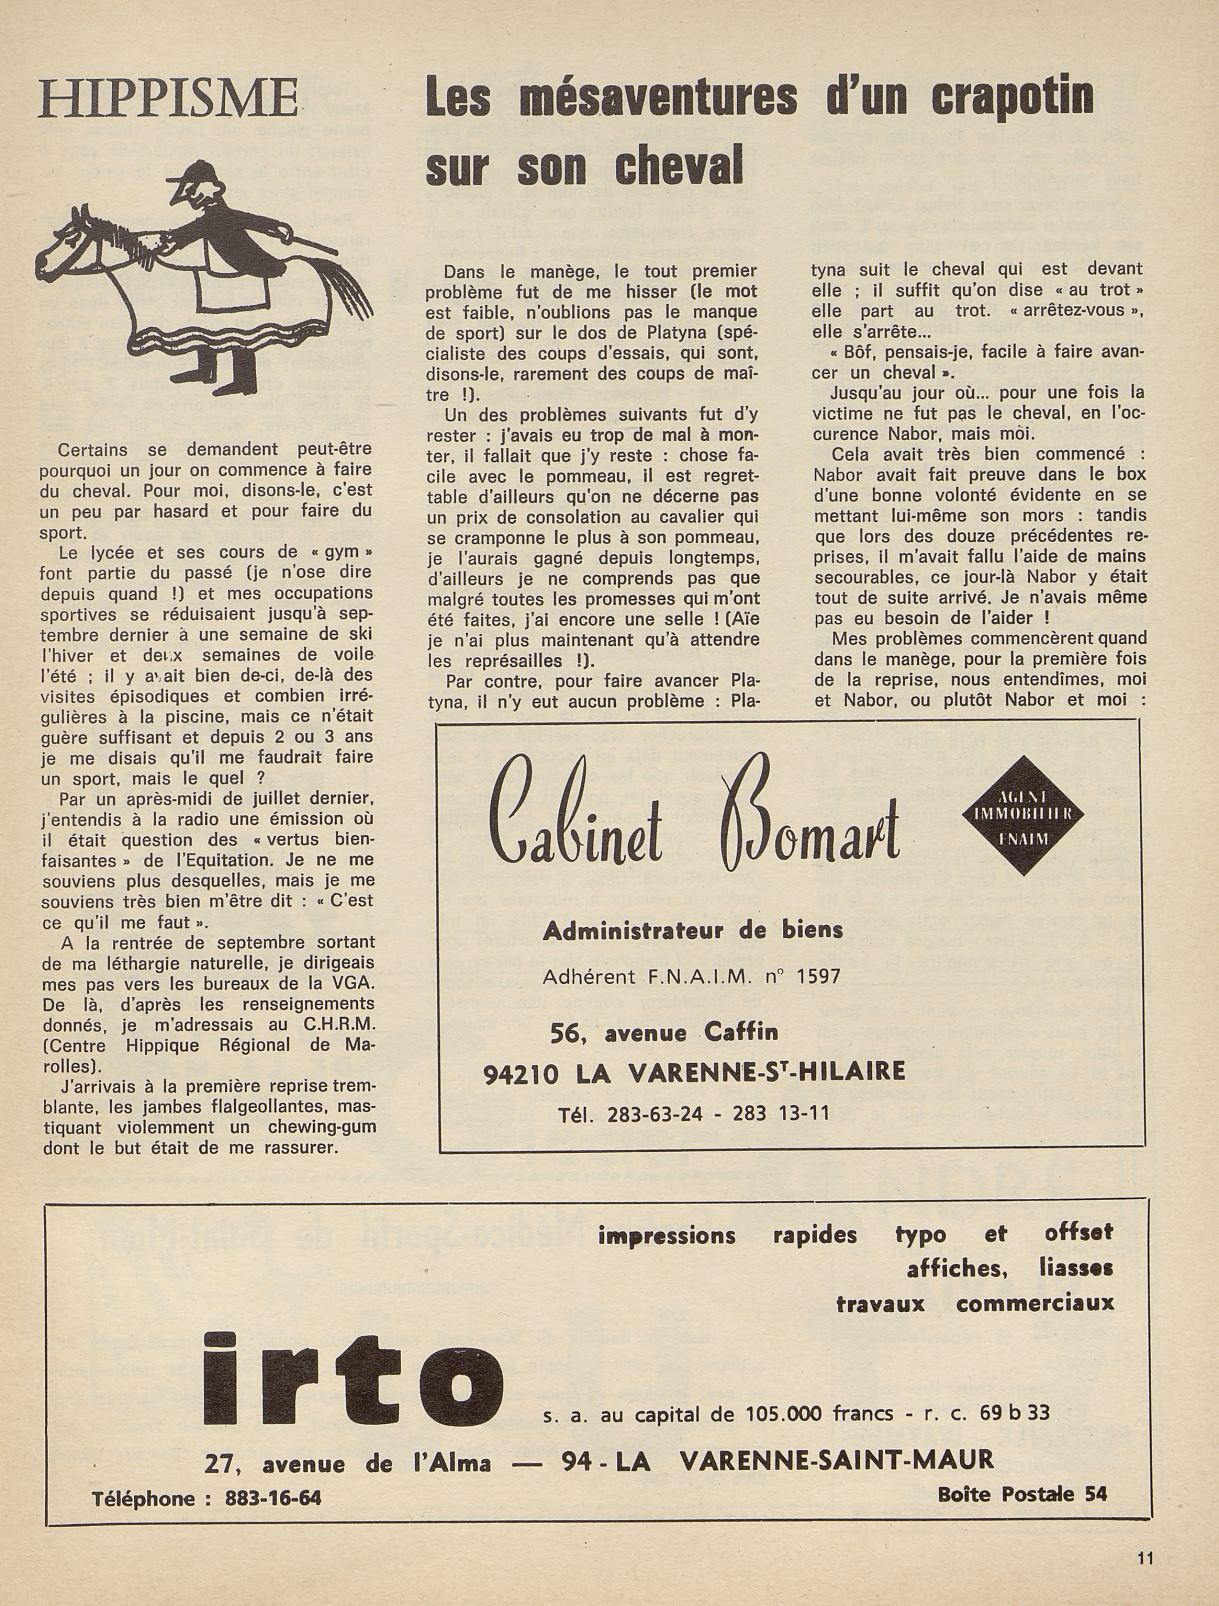 HIPPISME
Les mésaventures d'un crapotin
sur son cheval
Certains se demandent peut-être
pourquoi un jour on commence à faire
du cheval. Pour moi, disons-le, c'est
un peu par hasard et pour faire du
sport.
Le lycée et ses cours de « gym »
font partie du passé (je n'ose dire
depuis quand !) et mes occupations
sportives se réduisaient jusqu'à sep-
tembre dernier à une semaine de ski
l'hiver et deux semaines de voile
l'été ; il y avait bien de-ci, de-là des
visites épisodiques et combien irré-
gulières à la piscine, mais ce n'était
guère suffisant et depuis 2 ou 3 ans
je me disais qu'il me faudrait faire
un sport, mais le quel ?
Par un après-midi de juillet dernier,
j'entendis à la radio une émission où
il était question des « vertus bien-
faisantes » de l'Equitation. Je ne me
souviens plus desquelles, mais je me
souviens très bien m'être dit : « C'est
ce qu'il me faut ».
A la rentrée de septembre sortant
de ma léthargie naturelle, je dirigeais
mes pas vers les bureaux de la VGA.
De là, d'après les renseignements
donnés, je m'adressais au C.H.R.M.
(Centre Hippique Régional de Ma-
rolles).
J'arrivais à la première reprise trem-
blante, les jambes flalgeollantes, mas-
tiquant violemment un chewing-gum
dont le but était de me rassurer.
Dans le manège, le tout premier
problème fut de me hisser (le mot
est faible, n'oublions pas le manque
de sport) sur le dos de Platyna (spé-
cialiste des coups d'essais, qui sont,
disons-le, rarement des coups de maî-
tre !).
Un des problèmes suivants fut d'y
rester : j'avais eu trop de mal à mon-
ter, il fallait que j'y reste : chose fa-
cile avec le pommeau, il est regret-
table d'ailleurs qu'on ne décerne pas
un prix de consolation au cavalier qui
se cramponne le plus à son pommeau,
je l'aurais gagné depuis longtemps,
d'ailleurs je ne comprends pas que
malgré toutes les promesses qui m'ont
été faites, j'ai encore une selle ! (Aïe
je n'ai plus maintenant qu'à attendre
les représailles !).
Par contre, pour faire avancer Pla-
tyna, il n'y eut aucun problème : Pla-
tyna suit le cheval qui est devant
elle ; il suffit qu'on dise « au trot »
elle part au trot. « arrêtez-vous »,
elle s'arrête...
« Bôf, pensais-je, facile à faire avan-
cer un cheval ».
Jusqu'au jour où... pour une fois la
victime ne fut pas le cheval, en l'oc-
curence Nabor, mais moi.
Cela avait très bien commencé :
Nabor avait fait preuve dans le box
d'une bonne volonté évidente en se
mettant lui-même son mors : tandis
que lors des douze précédentes re-
prises, il m'avait fallu l'aide de mains
secourables, ce jour-là Nabor y était
tout de suite arrivé. Je n'avais même
pas eu besoin de l'aider !
Mes problèmes commencèrent quand
dans le manège, pour la première fois
de la reprise, nous entendîmes, moi
et Nabor, ou plutôt Nabor et moi :
Cabinet Bomart
AGENT
IMMOBILIER
FNAIM
Administrateur de biens
Adhérent F.N.A.I.M. n° 1597
56, avenue Caffin
94210 LA VARENNE-ST-HILAIRE
Tél. 283-63-24 - 283 13-11
impressions rapides typo et offset
affiches, liasses
travaux commerciaux
irto
s. a. au capital de 105.000 francs - r. c. 69 b 33
27, avenue de l'Alma — 94 - LA VARENNE-SAINT-MAUR
Téléphone : 883-16-64
Boîte Postale 54
11